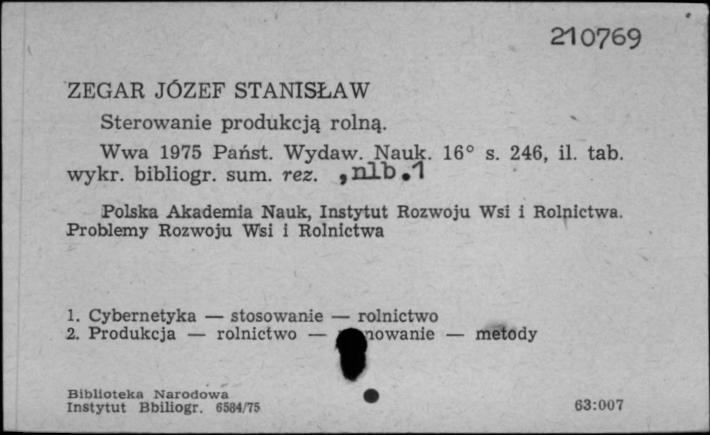 210769
ZEGAR JÓZEF STANISŁAW
Sterowanie produkcją rolną.
Wwa 1975 Państ. Wydaw. Nauk. 16° s. 246, il. tab.
wykr. bibliogr. sum. rez. , nlb.1
Polska Akademia Nauk, Instytut Rozwoju Wsi i Rolnictwa.
Problemy Rozwoju Wsi i Rolnictwa
1. Cybernetyka — stosowanie — rolnictwo
2. Produkcja — rolnictwo — — metody
Biblioteka Narodowa
Instytut Bbiliogr. 6584/75
63:007